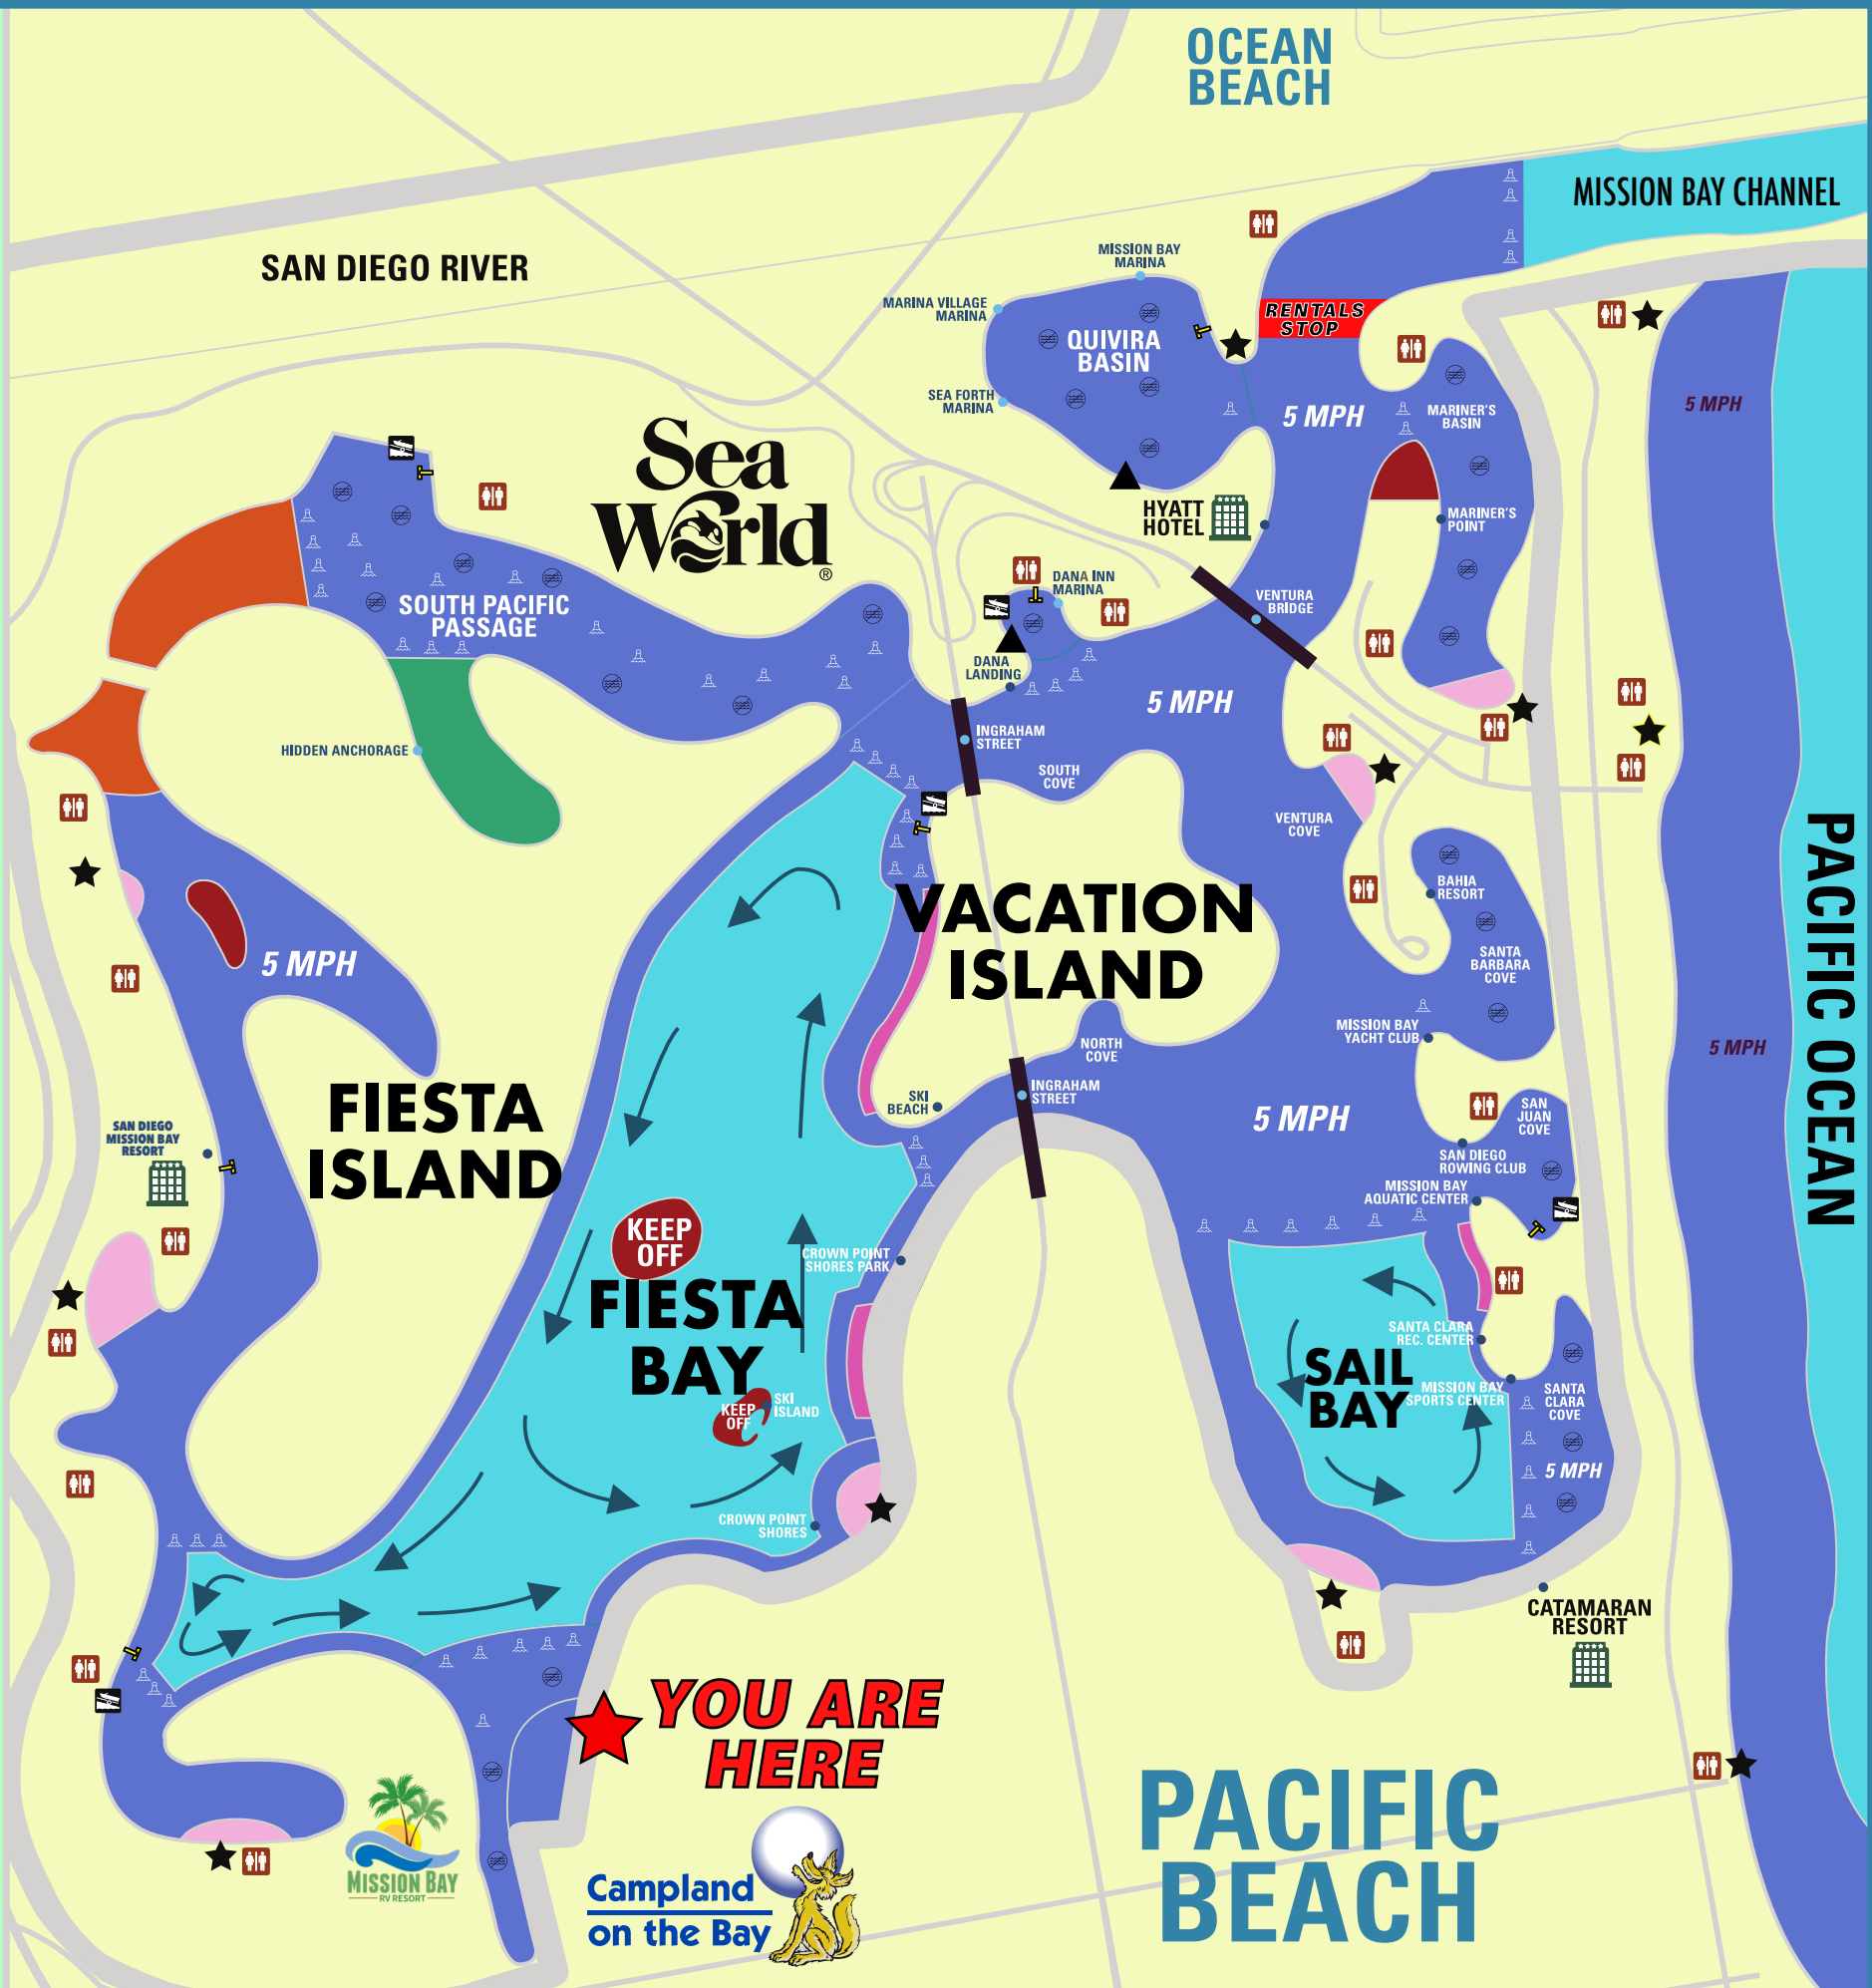 OCEAN
BEACH
MISSION BAY CHANNEL
SAN DIEGO RIVER
MISSION BAY
MARINA
MARINA VILLAGE
MARINA
RENTALS
STOP
QUIVIRA
BASIN
SEA FORTH
MARINA
5 MPH
MARINER'S
BASIN
5 MPH
Sea
World®
HYATT
HOTEL
MARINER'S
POINT
DANA INN
MARINA
VENTURA
BRIDGE
SOUTH PACIFIC
PASSAGE
DANA
LANDING
5 MPH
HIDDEN ANCHORAGE
INGRAHAM
STREET
SOUTH
COVE
VENTURA
COVE
PACIFIC OCEAN
BAHIA
RESORT
VACATION
ISLAND
SANTA
BARBARA
COVE
5 MPH
MISSION BAY
YACHT CLUB
NORTH
COVE
5 MPH
INGRAHAM
STREET
SKI
BEACH
5 MPH
SAN
JUAN
COVE
FIESTA
ISLAND
SAN DIEGO
MISSION BAY
RESORT
SAN DIEGO
ROWING CLUB
MISSION BAY
AQUATIC CENTER
KEEP
OFF
CROWN POINT
SHORES PARK
FIESTA
BAY
SANTA CLARA
REC. CENTER
SAIL
BAY
MISSION BAY
SPORTS CENTER
SANTA
CLARA
COVE
SKI
ISLAND
KEEP
OFF
5 MPH
CROWN POINT
SHORES
CATAMARAN
RESORT
YOU ARE
HERE
MISSION BAY
RV RESORT
Campland
on the Bay
PACIFIC
BEACH